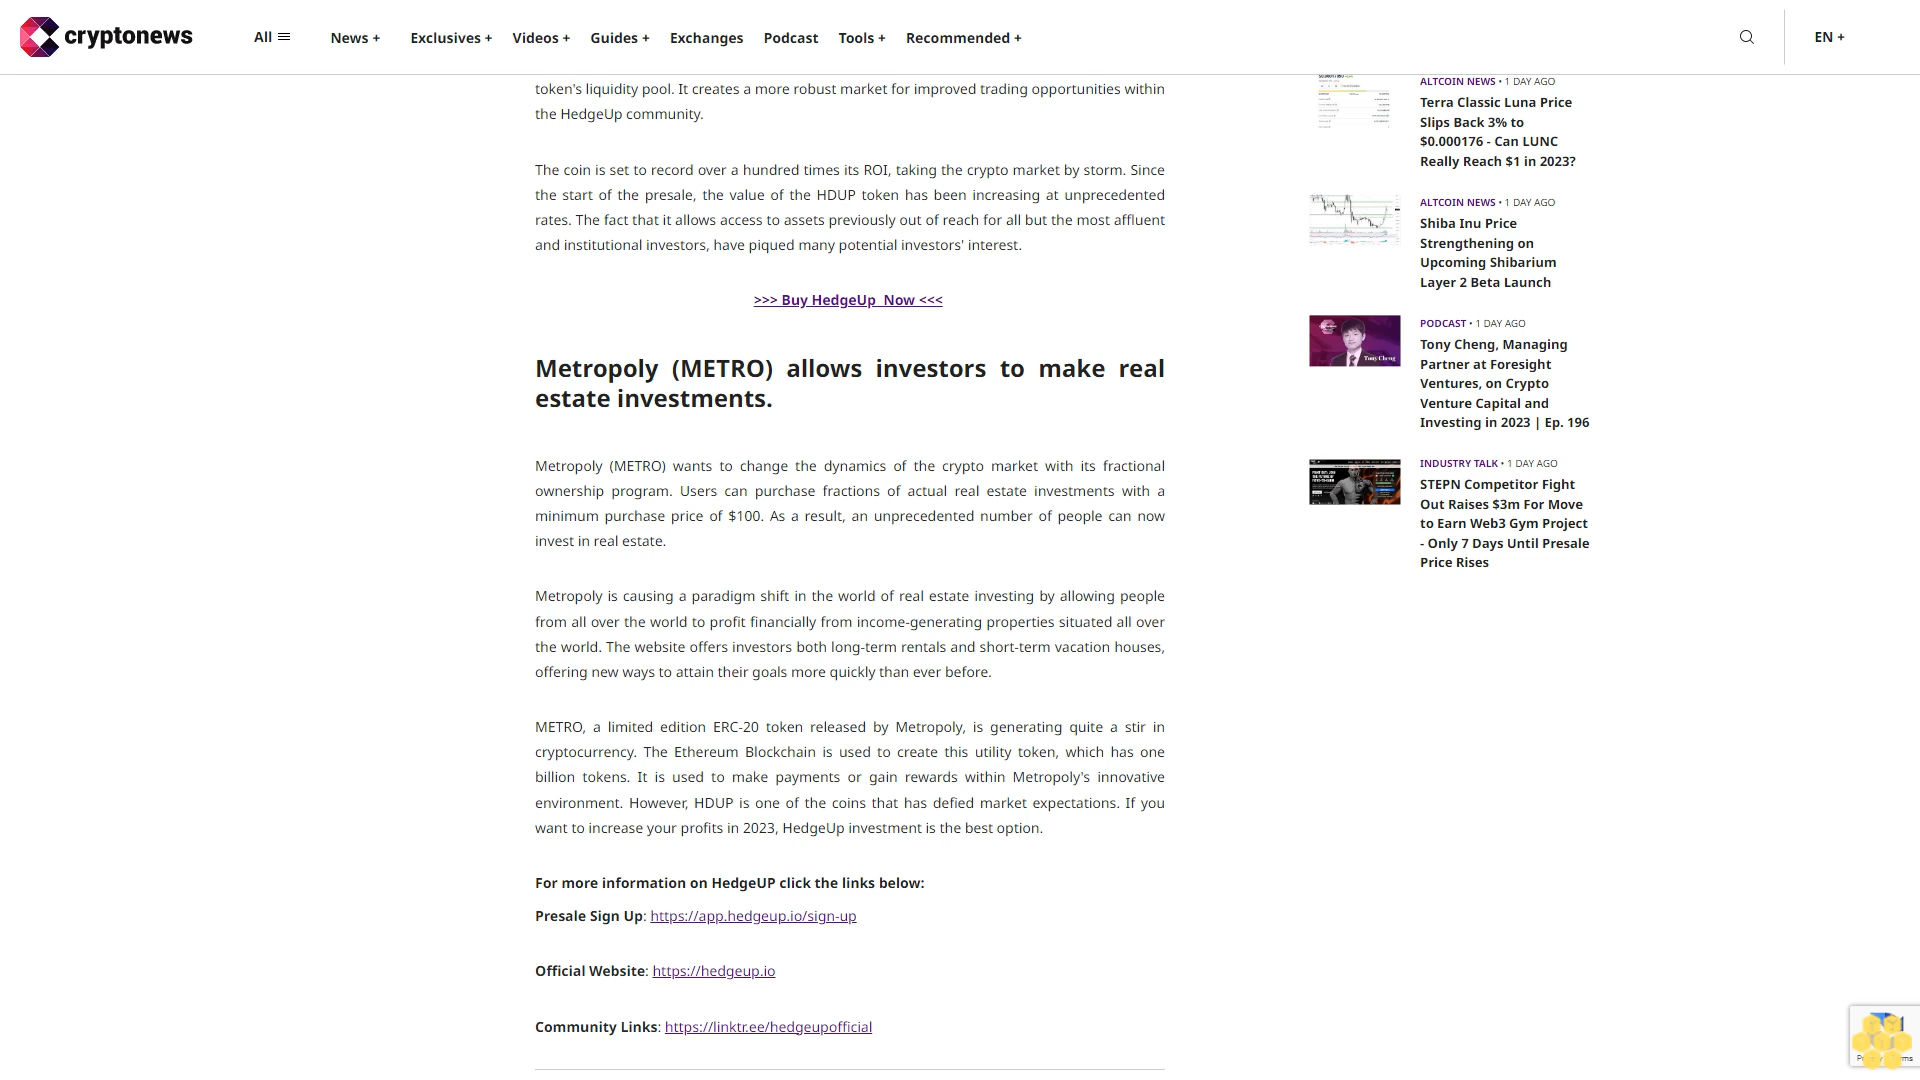 cryptonews
All
News +
Exclusives +
Videos +
Guides +
Exchanges
Podcast
Tools +
Recommended +
EN +
token's liquidity pool. It creates a more robust market for improved trading opportunities within
the HedgeUp community.
The coin is set to record over a hundred times its ROI, taking the crypto market by storm. Since
the start of the presale, the value of the HDUP token has been increasing at unprecedented
rates. The fact that it allows access to assets previously out of reach for all but the most affluent
and institutional investors, have piqued many potential investors' interest.
>>> Buy HedgeUp Now <<<
Metropoly (METRO) allows investors to make real
estate investments.
Metropoly (METRO) wants to change the dynamics of the crypto market with its fractional
ownership program. Users can purchase fractions of actual real estate investments with a
minimum purchase price of $100. As a result, an unprecedented number of people can now
invest in real estate.
Metropoly is causing a paradigm shift in the world of real estate investing by allowing people
from all over the world to profit financially from income-generating properties situated all over
the world. The website offers investors both long-term rentals and short-term vacation houses,
offering new ways to attain their goals more quickly than ever before.
METRO, a limited edition ERC-20 token released by Metropoly, is generating quite a stir in
cryptocurrency. The Ethereum Blockchain is used to create this utility token, which has one
billion tokens. It is used to make payments or gain rewards within Metropoly's innovative
environment. However, HDUP is one of the coins that has defied market expectations. If you
want to increase your profits in 2023, HedgeUp investment is the best option.
For more information on HedgeUP click the links below:
Presale Sign Up: https://app.hedgeup.io/sign-up
Official Website: https://hedgeup.io
Community Links: https://linktr.ee/hedgeupofficial
ALTCOIN NEWS • 1 DAY AGO
Terra Classic Luna Price
Slips Back 3% to
$0.000176 - Can LUNC
Really Reach $1 in 2023?
ALTCOIN NEWS • 1 DAY AGO
Shiba Inu Price
Strengthening on
Upcoming Shibarium
Layer 2 Beta Launch
PODCAST • 1 DAY AGO
Tony Cheng, Managing
Partner at Foresight
Ventures, on Crypto
Venture Capital and
Investing in 2023 | Ep. 196
Tony Cheng
INDUSTRY TALK • 1 DAY AGO
STEPN Competitor Fight
Out Raises $3m For Move
to Earn Web3 Gym Project
- Only 7 Days Until Presale
Price Rises